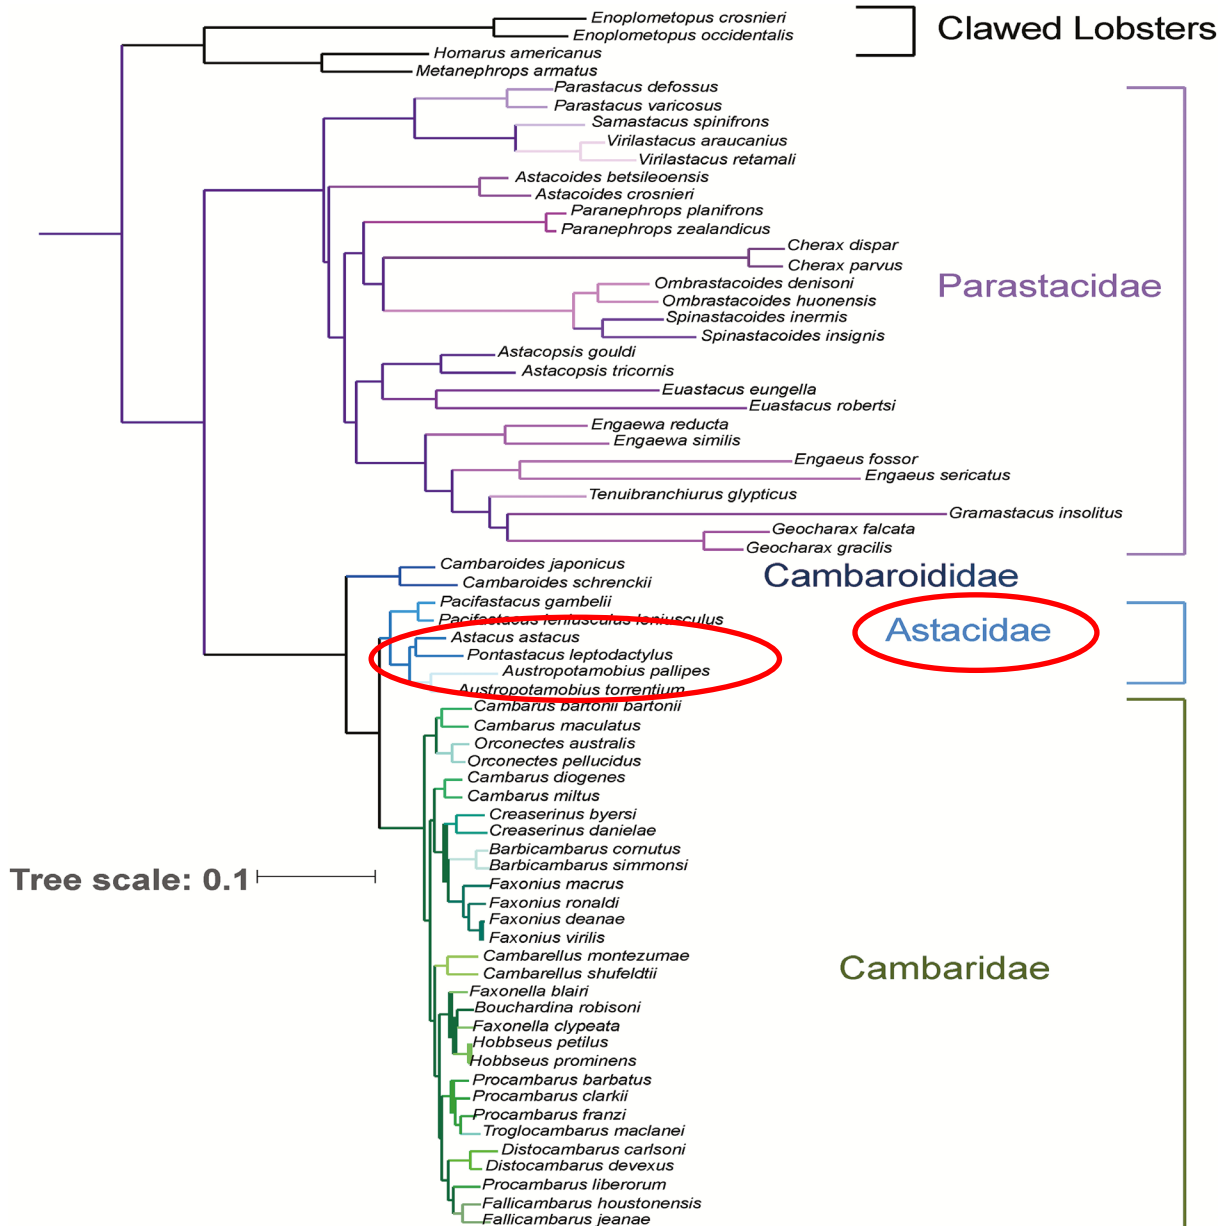 Enoplometopus crosnieri
Enoplometopus occidentalis
Clawed Lobsters
Homarus americanus
Metanephrops armatus
Parastacus defossus
Parastacus varicosus
Samastacus spinifrons
Virilastacus araucanius
Virilastacus retamali
Astacoides betsileoensis
Astacoides crosnieri
Paranephrops planifrons
Paranephrops zealandicus
Cherax dispar
Cherax parvus
Ombrastacoides denisoni
Parastacidae
Ombrastacoides huonensis
Spinastacoides inermis
Spinastacoides insignis
Astacopsis gouldi
Astacopsis tricornis
Euastacus eungella
Euastacus robertsi
Engaewa reducta
Engaewa similis
Engaeus fossor
Engaeus sericatus
Tenuibranchiurus glypticus
Gramastacus insolitus
Geocharax falcata
Geocharax gracilis
Cambaroides japonicus
Cambaroididae
Cambaroides schrenckii
Pacifastacus gambelii
Pacifastacus leniusculus leniusculus
Astacidae
Astacus astacus
Pontastacus leptodactylus
Austropotamobius pallipes
Austropotamobius torrentium
Cambarus bartonii bartonii
Cambarus maculatus
Orconectes australis
Orconectes pellucidus
Cambarus diogenes
Cambarus miltus
Creaserinus byersi
Creaserinus danielae
Barbicambarus cornutus
Barbicambarus simmonsi
Tree scale: 0.1
Faxonius macrus
Faxonius ronaldi
Faxonius deanae
Faxonius virilis
Cambarellus montezumae
Cambaridae
Cambarellus shufeldtii
Faxonella blairi
Bouchardina robisoni
Faxonella clypeata
Hobbseus petilus
Hobbseus prominens
Procambarus barbatus
Procambarus clarkii
Procambarus franzi
Troglocambarus maclanei
Distocambarus carlsoni
Distocambarus devexus
Procambarus liberorum
Fallicambarus houstonensis
Fallicambarus jeanae